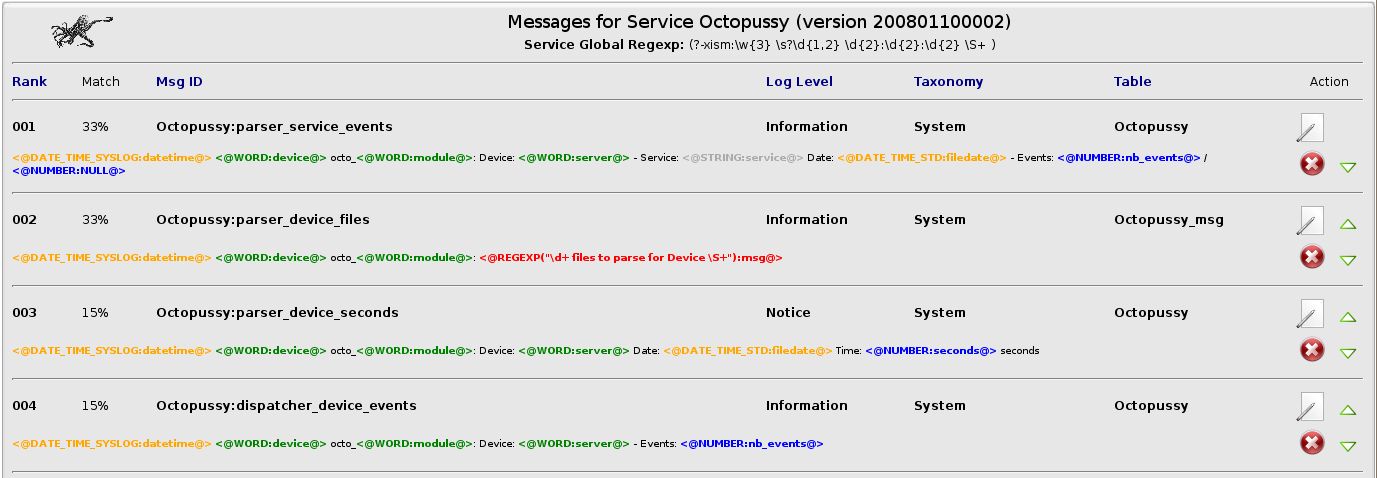 Messages for Service Octopussy (version 200801100002)
Service Global Regexp: (?-xism:\w{3} \s?\d{1,2} \d{2}:\d{2}:\d{2} \S+ )
Rank Match Msg ID Log Level Taxonomy Table Action
001 33% Octopussy:parser_service_events Information System Octopussy
<@DATE_TIME_SYSLOG:datetime@> <@WORD:device@> octo_<@WORD:module@>: Device: <@WORD:server@> - Service: <@STRING:service@> Date: <@DATE_TIME_STD:filedate@> - Events: <@NUMBER:nb_events@> /
<@NUMBER:NULL@>
002 33% Octopussy:parser_device_files Information System Octopussy_msg
<@DATE_TIME_SYSLOG:datetime@> <@WORD:device@> octo_<@WORD:module@>: <@REGEXP("\d+ files to parse for Device \S+"):msg@>
003 15% Octopussy:parser_device_seconds Notice System Octopussy
<@DATE_TIME_SYSLOG:datetime@> <@WORD:device@> octo_<@WORD:module@>: Device: <@WORD:server@> Date: <@DATE_TIME_STD:filedate@> Time: <@NUMBER:seconds@> seconds
004 15% Octopussy:dispatcher_device_events Information System Octopussy
<@DATE_TIME_SYSLOG:datetime@> <@WORD:device@> octo_<@WORD:module@>: Device: <@WORD:server@> - Events: <@NUMBER:nb_events@>